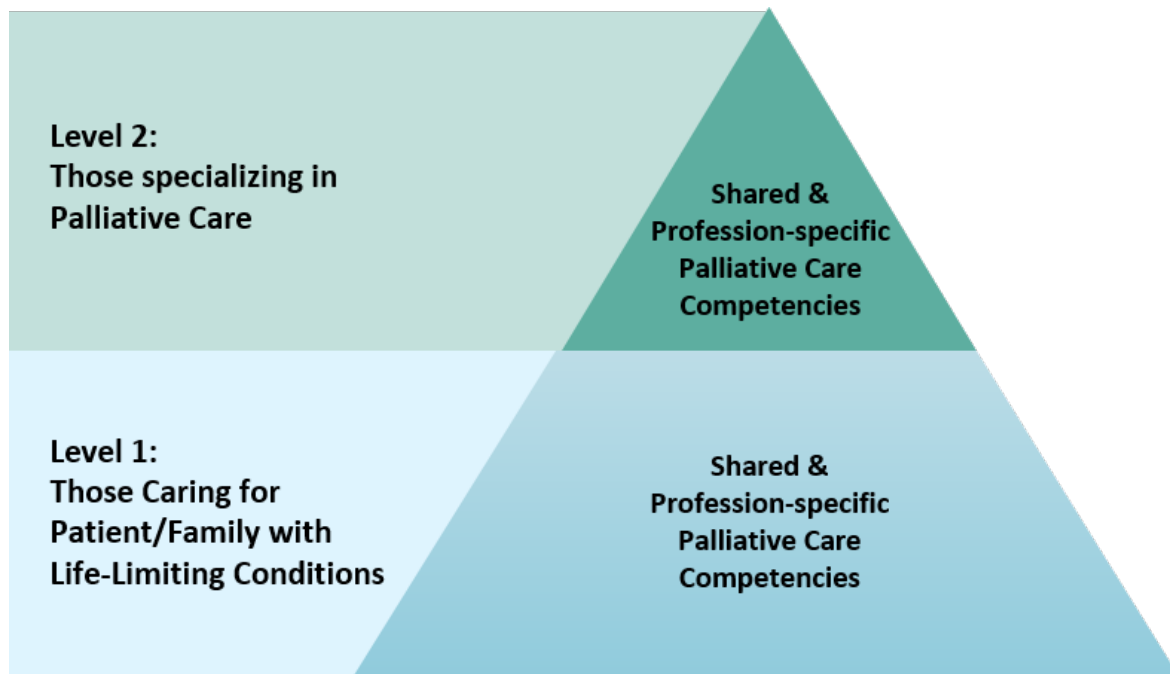 Level 2:
Those specializing in
Palliative Care
Shared &
Profession-specific
Palliative Care
Competencies
Level 1:
Those Caring for
Patient/Family with
Life-Limiting Conditions
Shared &
Profession-specific
Palliative Care
Competencies